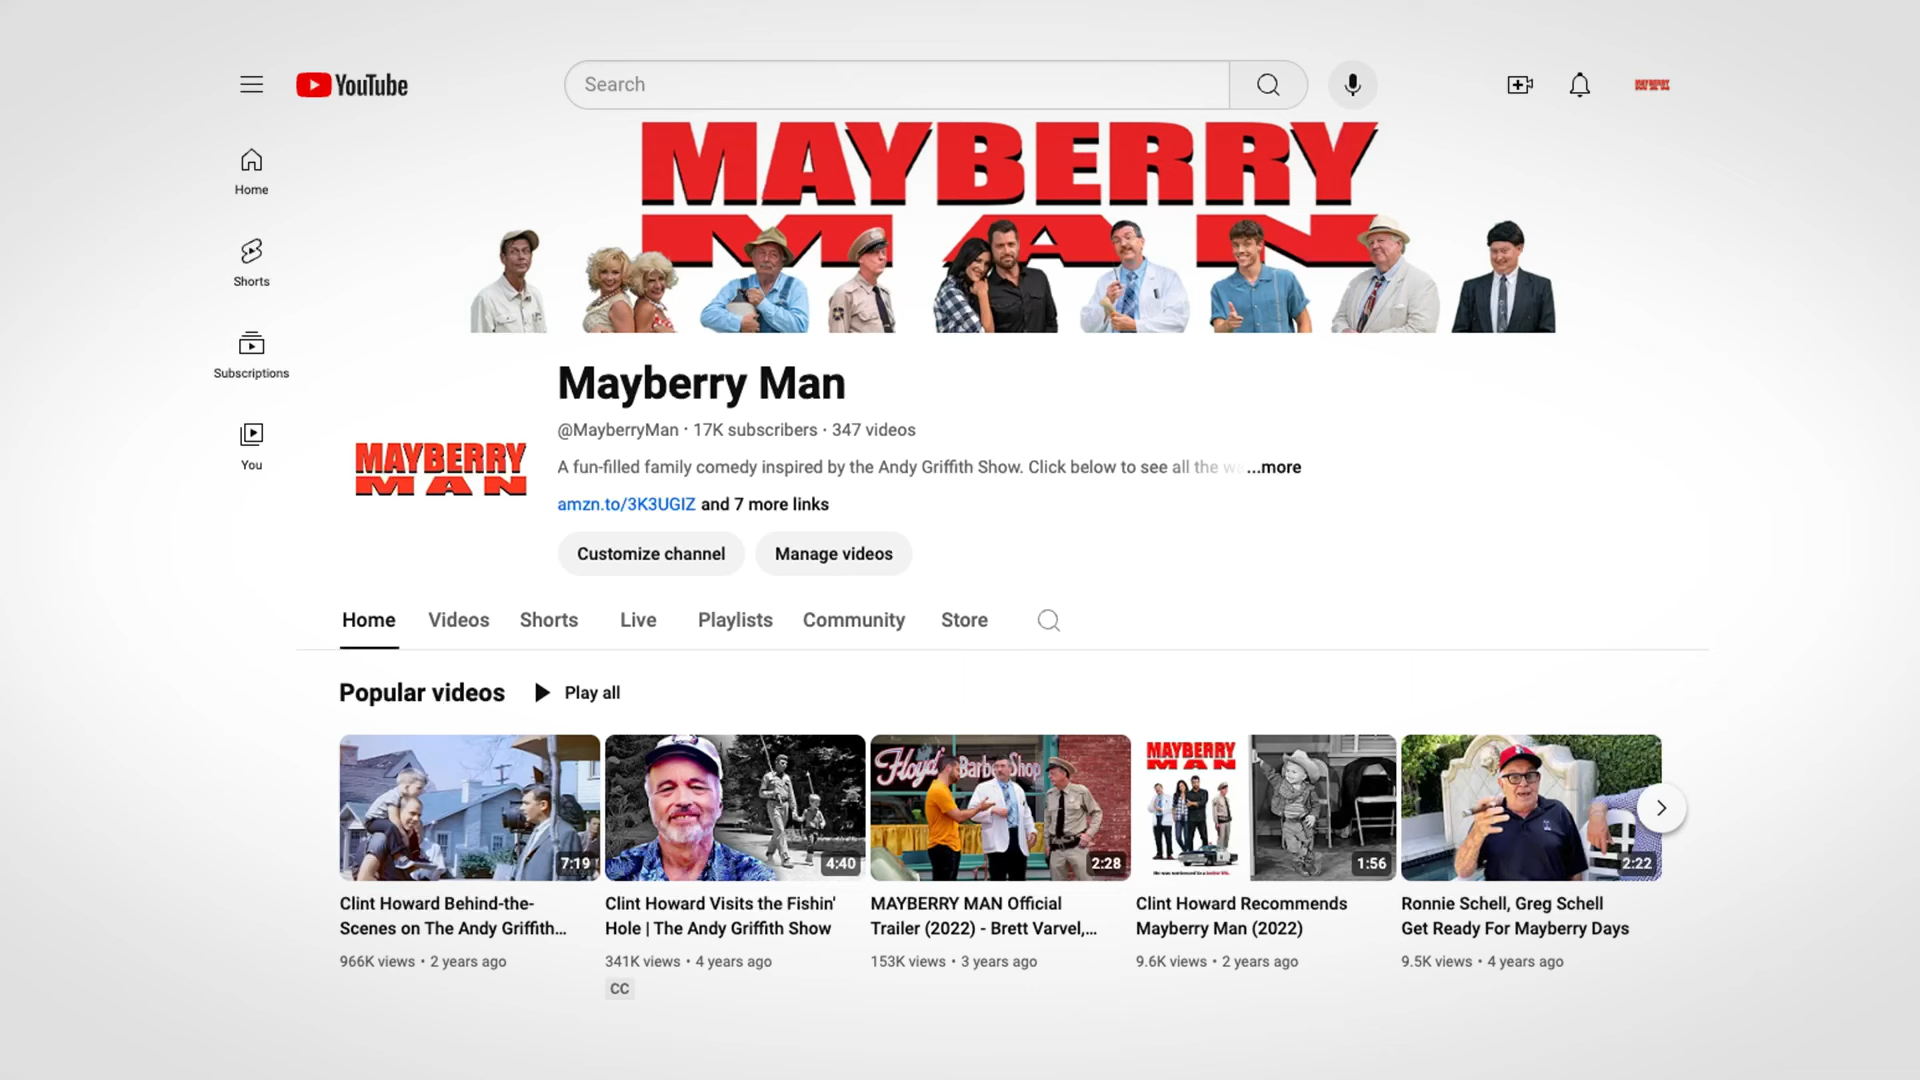 YouTube
Search
MAYBERRY MAN
Home
Shorts
Subscriptions
You
MAYBERRY
MAN
MAYBERRY
MAN
Mayberry Man
@MayberryMan · 17K subscribers · 347 videos
A fun-filled family comedy inspired by the Andy Griffith Show. Click below to see all the ...more
amzn.to/3K3UGIZ and 7 more links
Customize channel
Manage videos
Home Videos Shorts Live Playlists Community Store
Popular videos
Play all
7:19
4:40
Floyd's Barber Shop
2:28
MAYBERRY
MAN
1:56
2:22
Clint Howard Behind-the-
Scenes on The Andy Griffith...
966K views • 2 years ago
Clint Howard Visits the Fishin'
Hole | The Andy Griffith Show
341K views • 4 years ago
CC
MAYBERRY MAN Official
Trailer (2022) - Brett Varvel,...
153K views • 3 years ago
Clint Howard Recommends
Mayberry Man (2022)
9.6K views • 2 years ago
Ronnie Schell, Greg Schell
Get Ready For Mayberry Days
9.5K views • 4 years ago